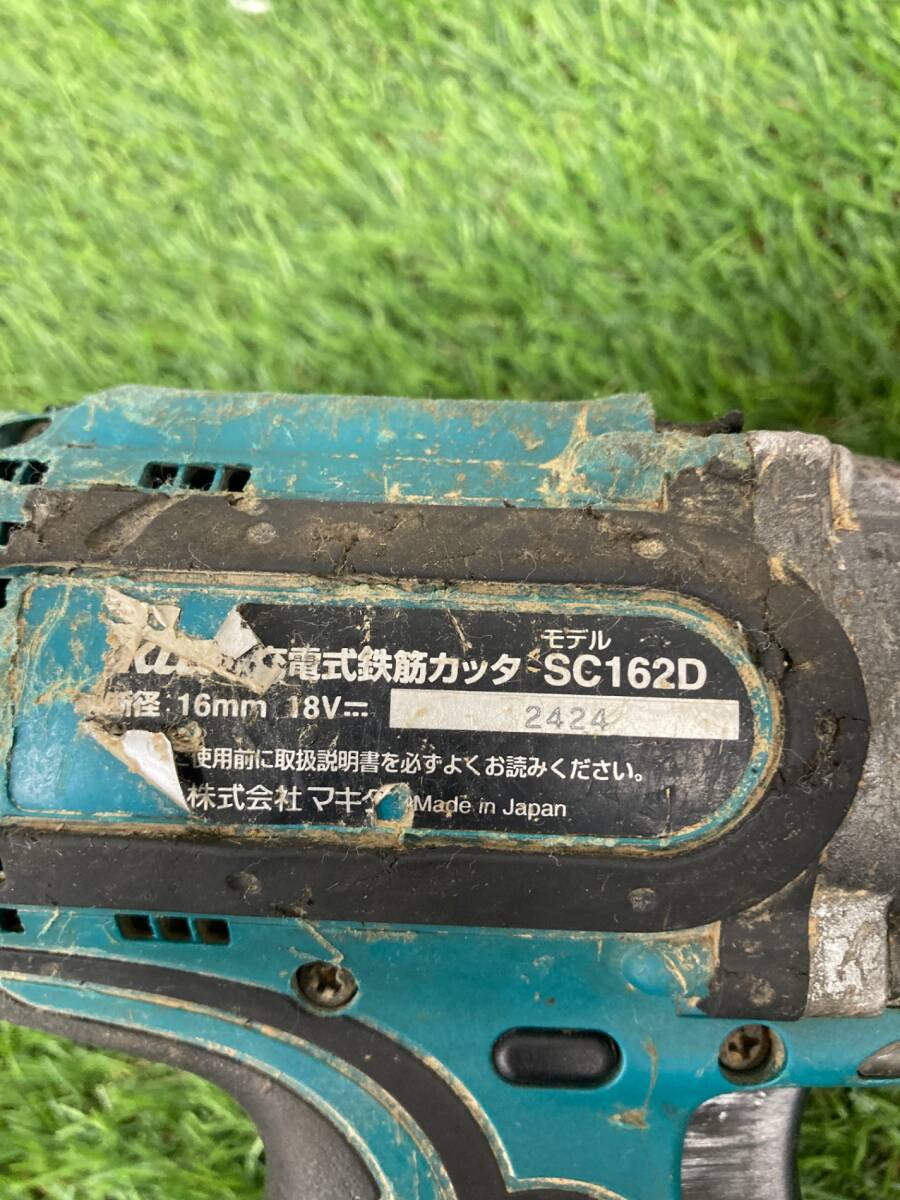 モデル
電式鉄筋カッタ SC162D
径 16mm 18V⎓
2424
使用前に取扱説明書を必ずよくお読みください。
株式会社マキタ Made in Japan